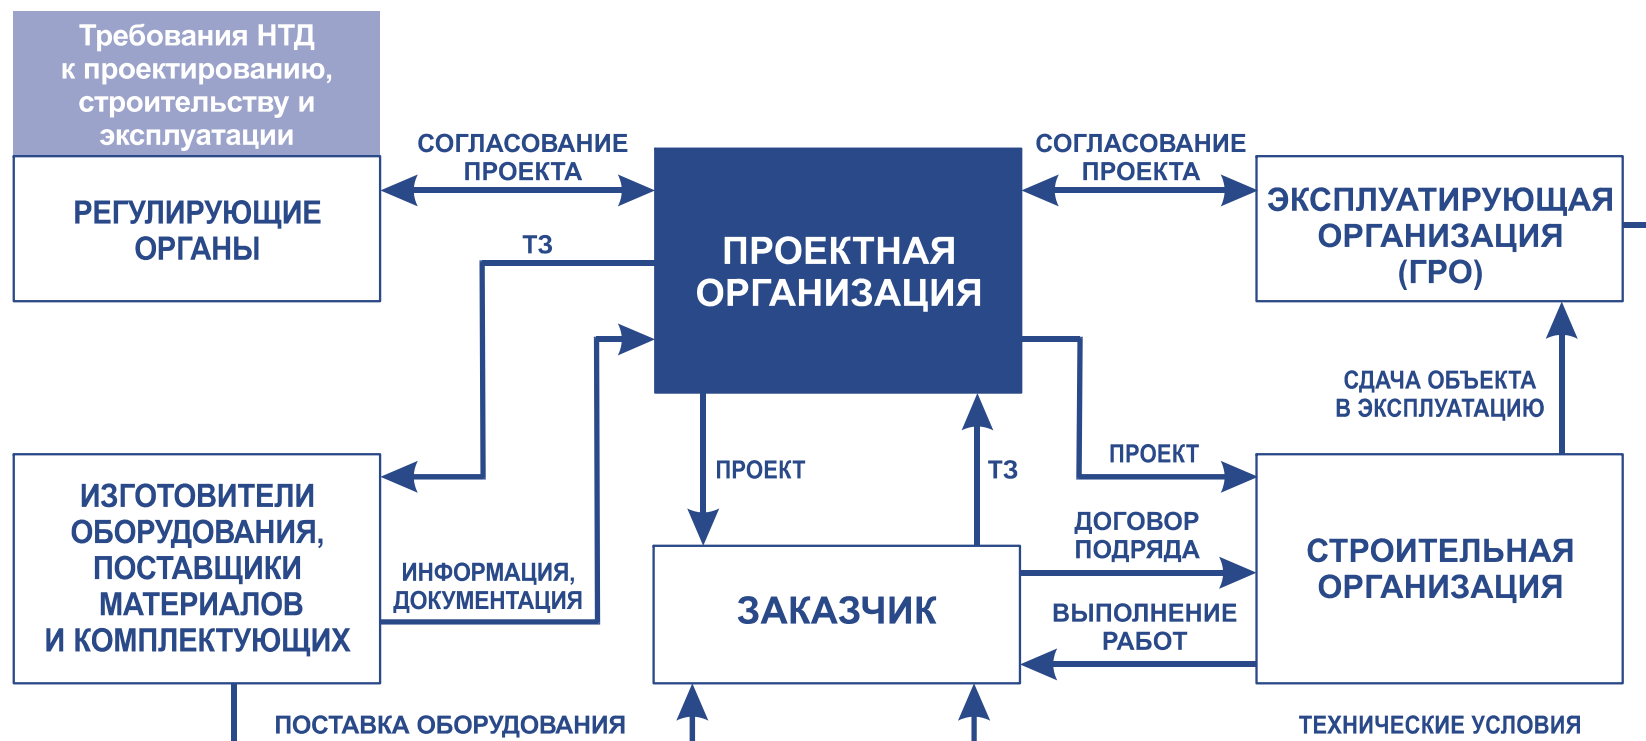 Требования НТД
к проектированию,
строительству и
эксплуатации
РЕГУЛИРУЮЩИЕ
ОРГАНЫ
СОГЛАСОВАНИЕ
ПРОЕКТА
ТЗ
ПРОЕКТНАЯ
ОРГАНИЗАЦИЯ
СОГЛАСОВАНИЕ
ПРОЕКТА
ЭКСПЛУАТИРУЮЩАЯ
ОРГАНИЗАЦИЯ
(ГРО)
СДАЧА ОБЪЕКТА
В ЭКСПЛУАТАЦИЮ
ИЗГОТОВИТЕЛИ
ОБОРУДОВАНИЯ,
ПОСТАВЩИКИ
МАТЕРИАЛОВ
И КОМПЛЕКТУЮЩИХ
ИНФОРМАЦИЯ,
ДОКУМЕНТАЦИЯ
ПРОЕКТ
ТЗ
ПРОЕКТ
ЗАКАЗЧИК
ДОГОВОР
ПОДРЯДА
ВЫПОЛНЕНИЕ
РАБОТ
СТРОИТЕЛЬНАЯ
ОРГАНИЗАЦИЯ
ПОСТАВКА ОБОРУДОВАНИЯ
ТЕХНИЧЕСКИЕ УСЛОВИЯ